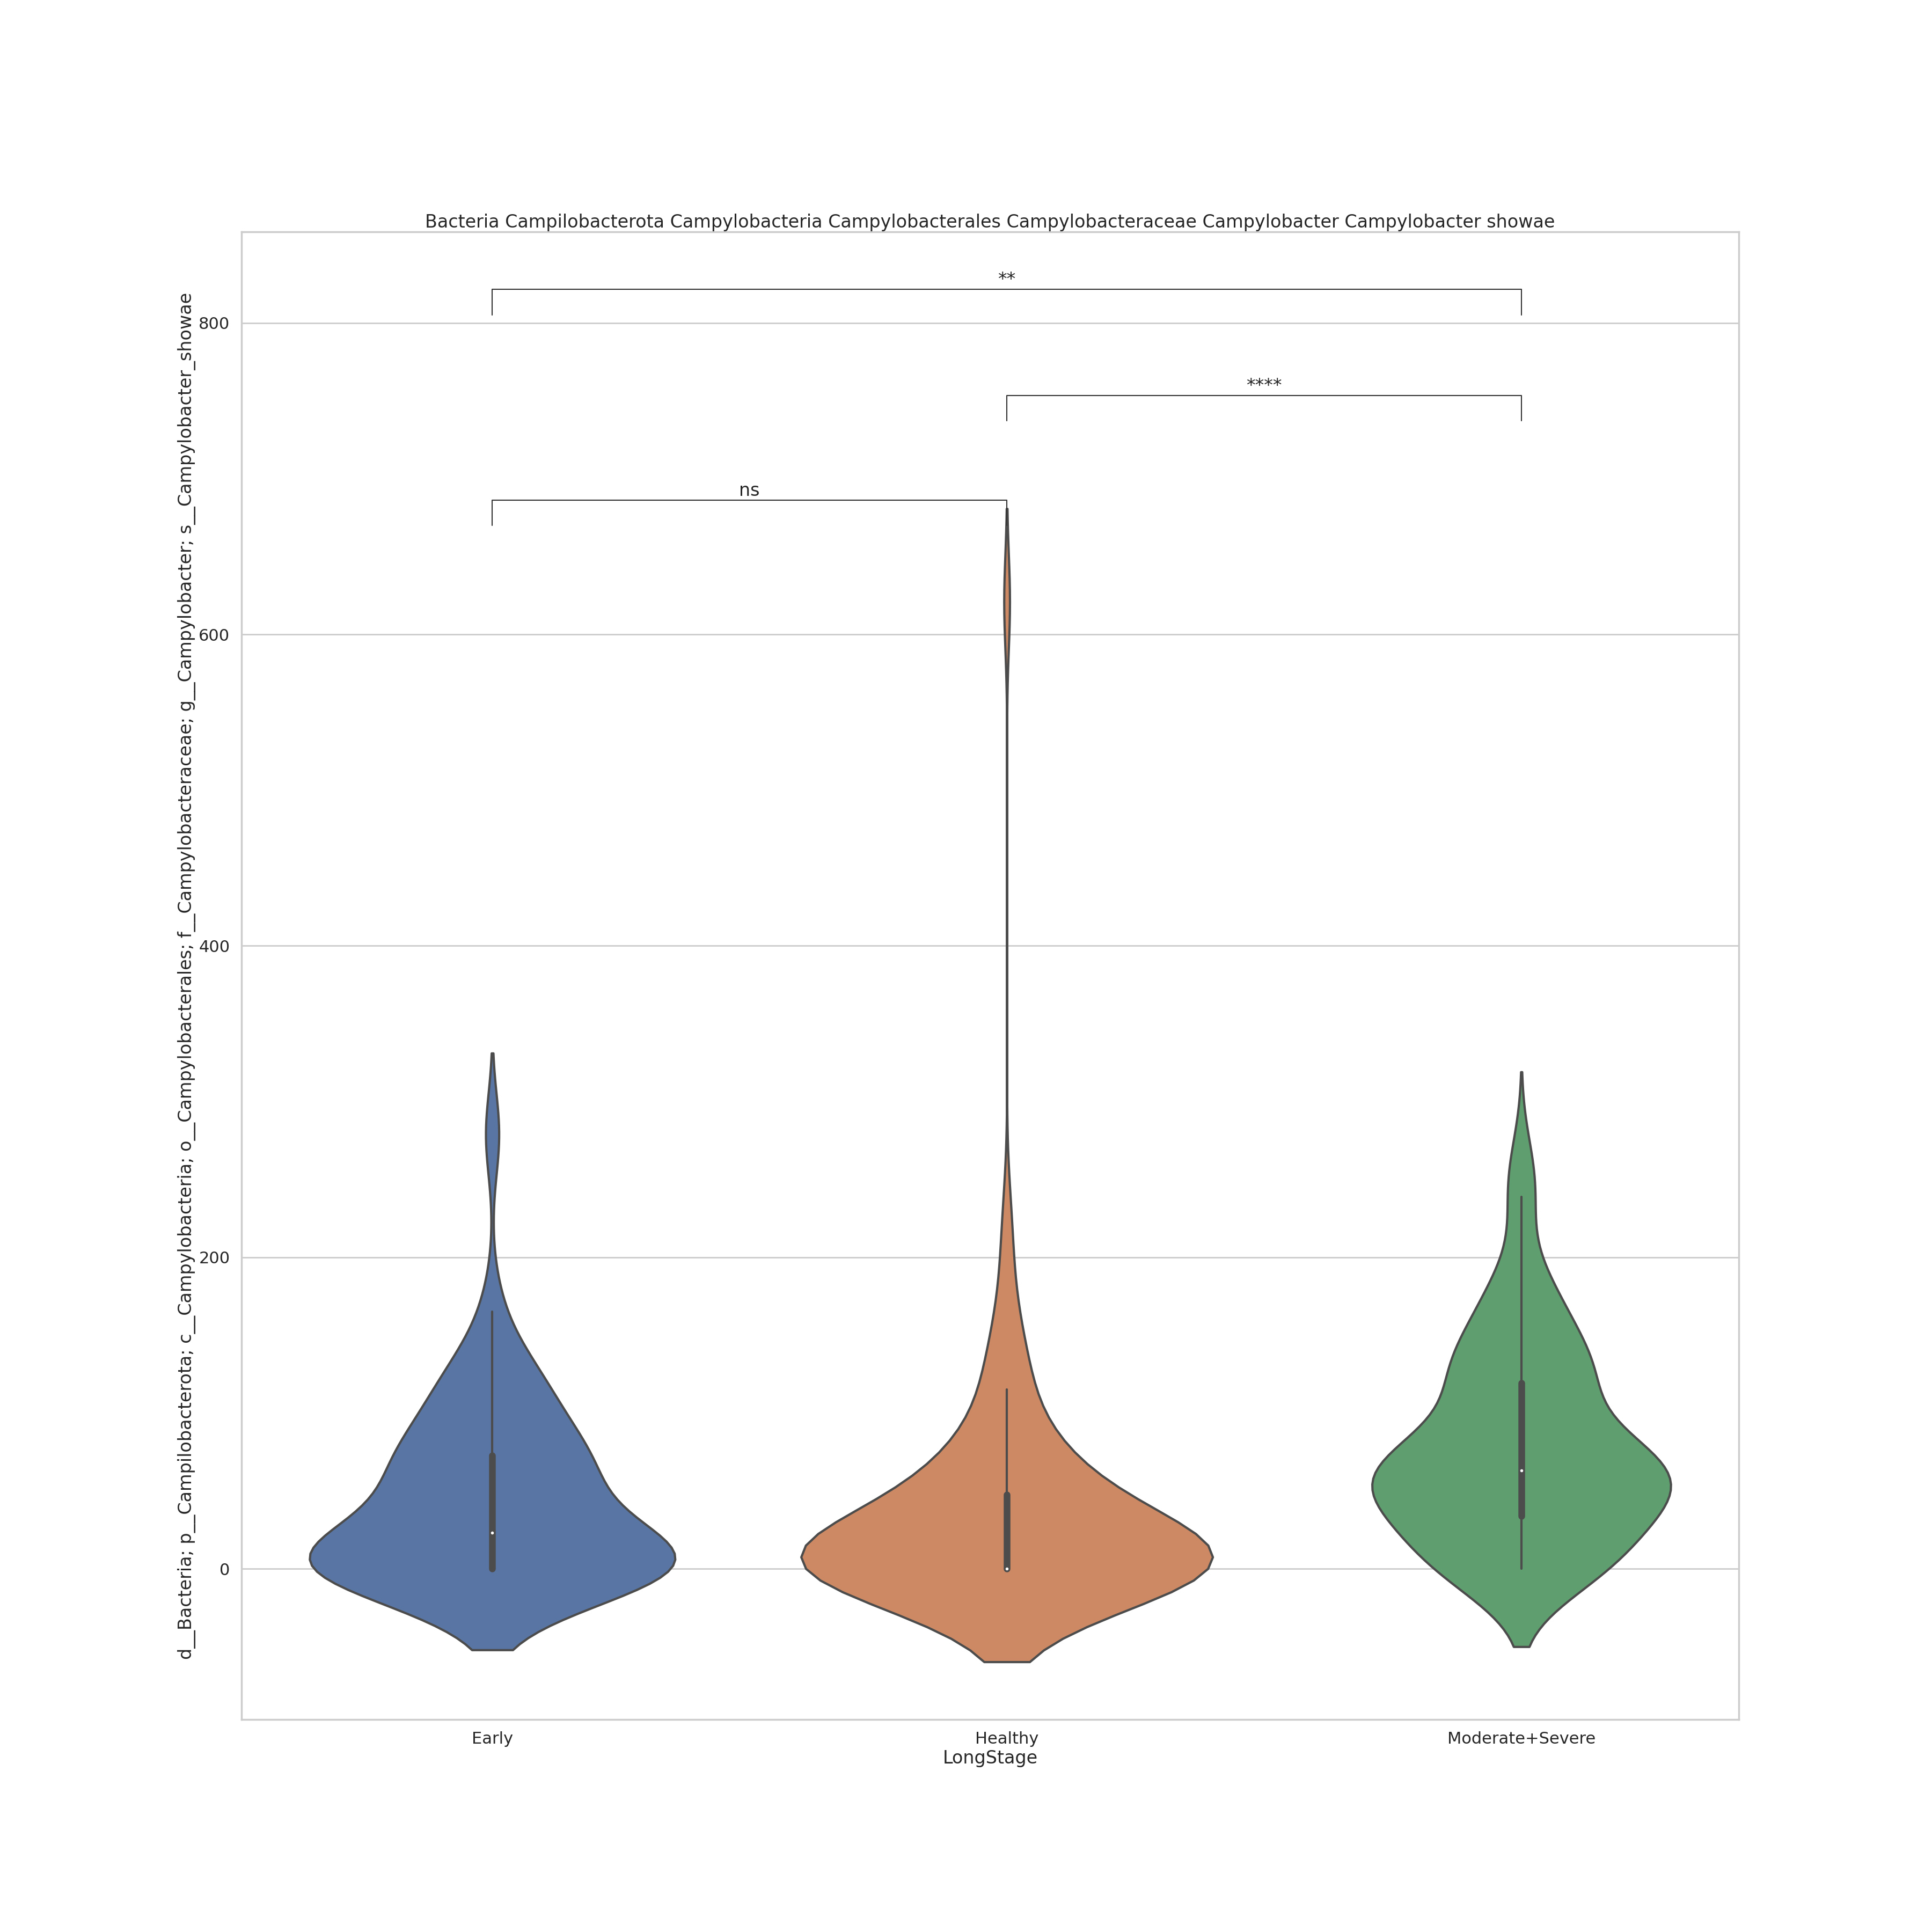 Bacteria Campilobacterota Campylobacteria Campylobacterales Campylobacteraceae Campylobacter Campylobacter showae
d__Bacteria; p__Campilobacterota; c__Campylobacteria; o__Campylobacterales; f__Campylobacteraceae; g__Campylobacter; s__Campylobacter_showae
**
800
****
ns
600
400
200
0
Early Healthy Moderate+Severe
LongStage